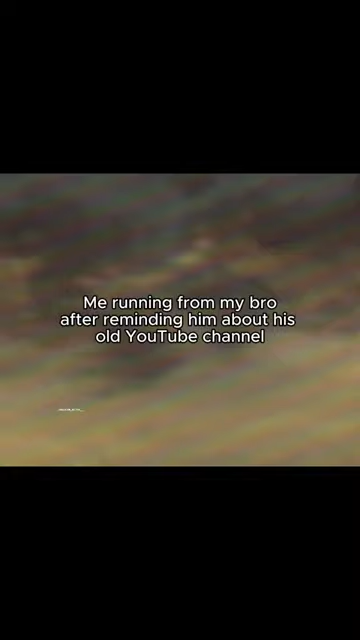 Me running from my bro
after reminding him about his
old YouTube channel